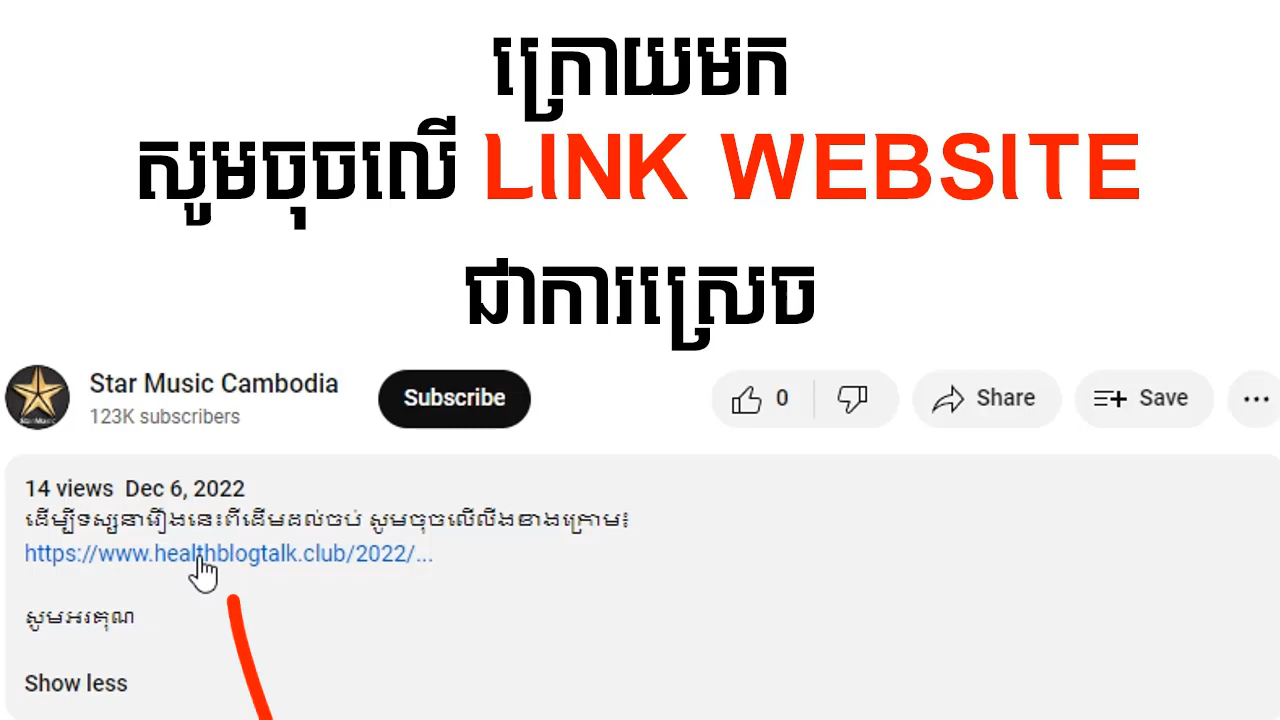 ក្រោយមក
សូមចុចលើ LINK WEBSITE
ជាការស្រេច
Star Music Cambodia
123K subscribers
Subscribe
0
Share
Save
14 views Dec 6, 2022
ដើម្បីទស្សនារឿងនេះពីដើមដល់ចប់ សូមចុចលើលីងខាងក្រោម៖
https://www.healthblogtalk.club/2022/...
សូមអរគុណ
Show less